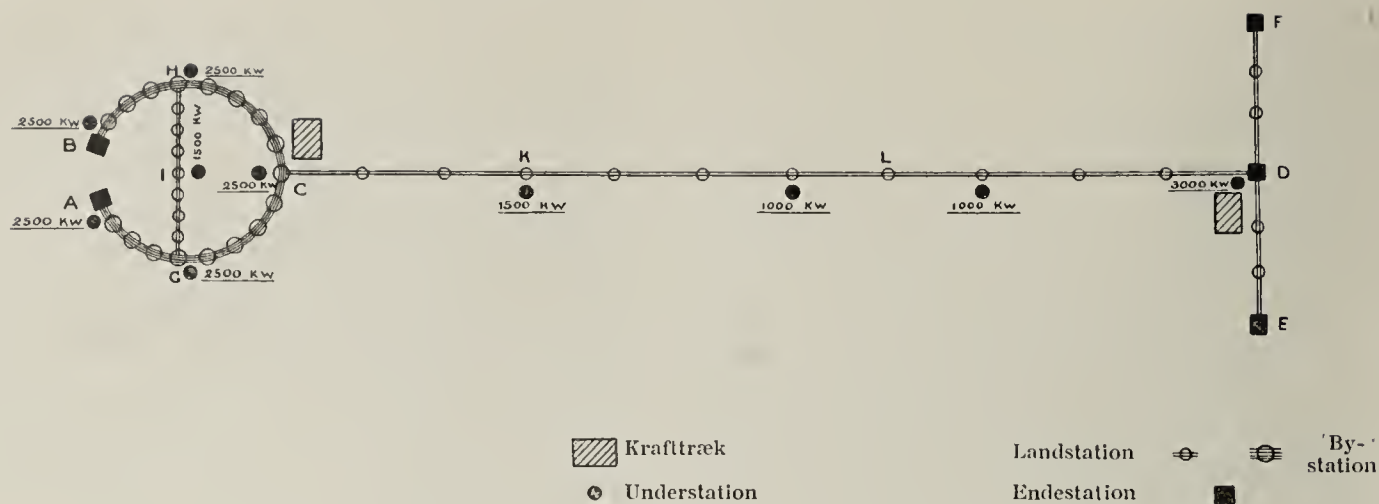 F
H
2500 KW
2500 KW
B
1500 KW
K
L
I
D
2500 KW
C
3000 KW
A
1500 KW
1000 KW
1000 KW
2500 KW
G
2500 KW
E
Krafttræk
Landstation
By-
station
Understation
Endestation